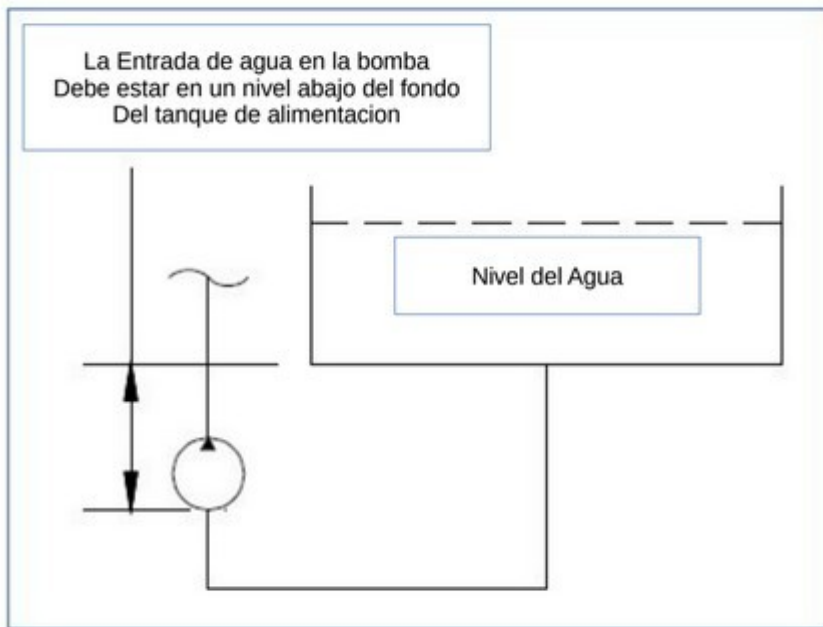 La Entrada de agua en la bomba
Debe estar en un nivel abajo del fondo
Del tanque de alimentacion
Nivel del Agua